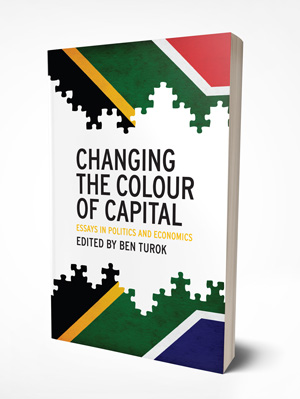 CHANGING
THE COLOUR
OF CAPITAL
ESSAYS IN POLITICS AND ECONOMICS
EDITED BY BEN TUROK